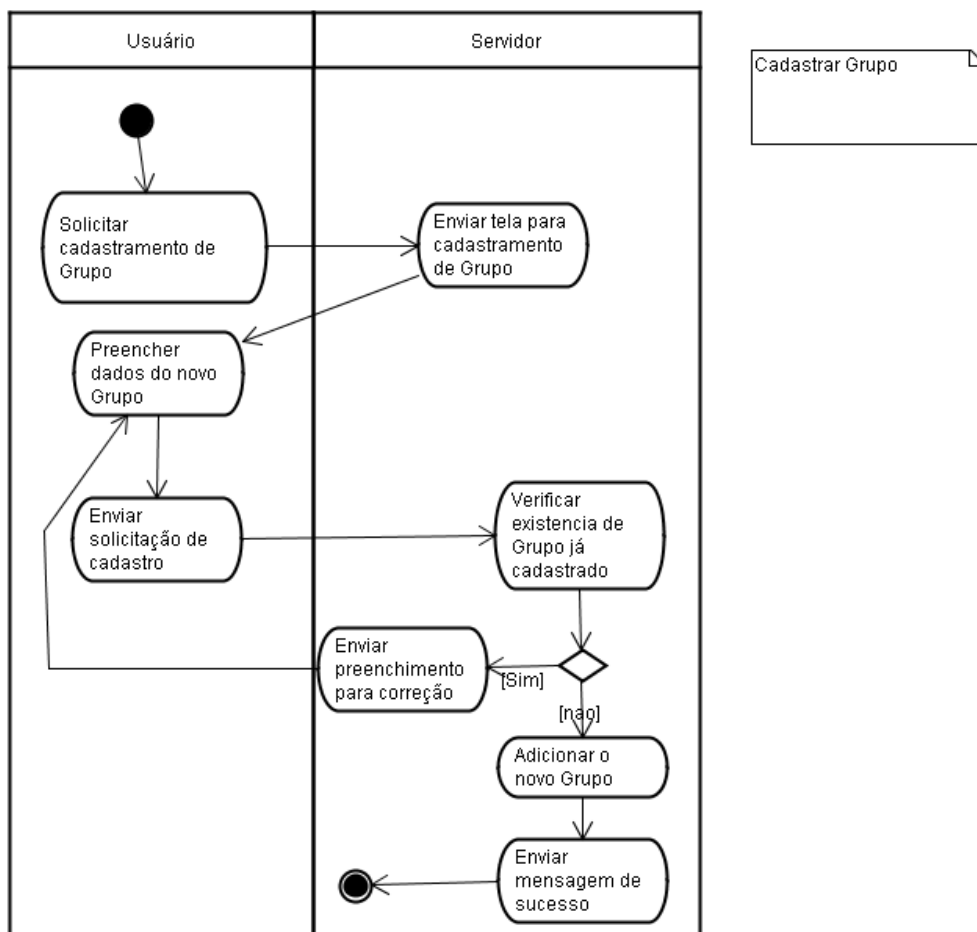 Usuário
Servidor
Cadastrar Grupo
Solicitar
cadastramento de
Grupo
Enviar tela para
cadastramento
de Grupo
Preencher
dados do novo
Grupo
Enviar
solicitação de
cadastro
Verificar
existencia de
Grupo já
cadastrado
Enviar
preenchimento
para correção
[Sim]
[nao]
Adicionar o
novo Grupo
Enviar
mensagem de
sucesso